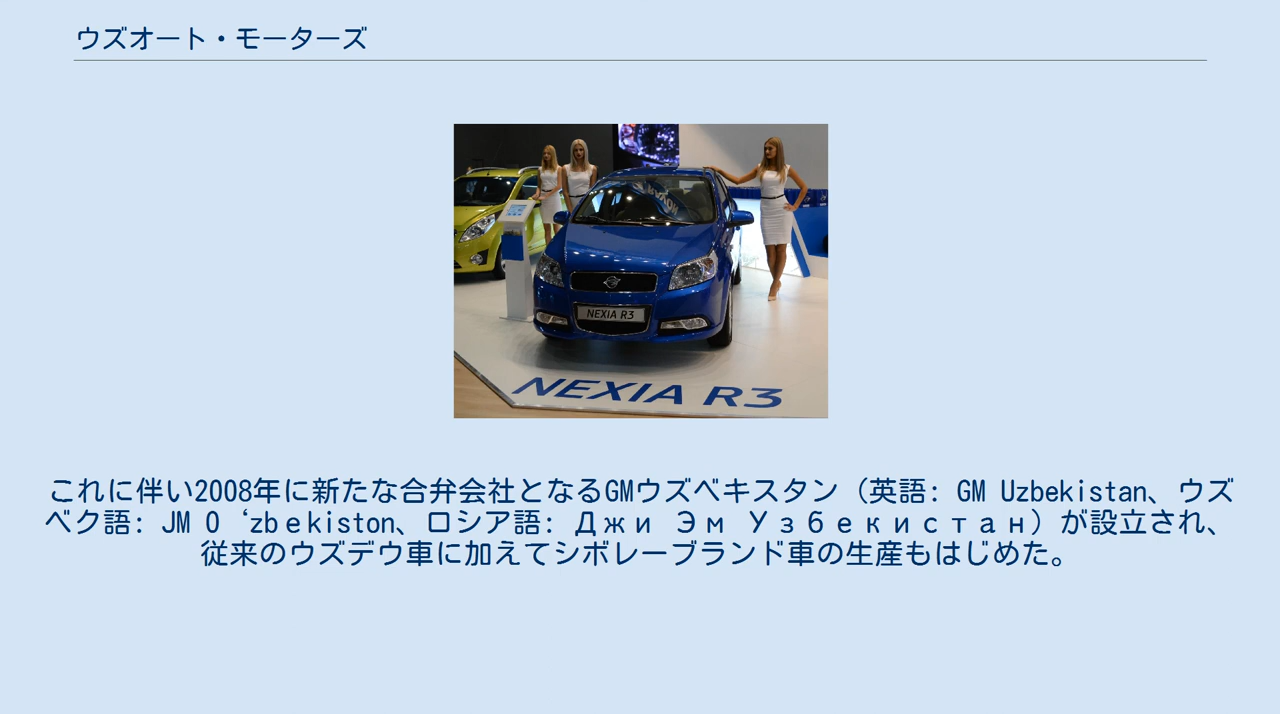 ウズオート・モーターズ
NEXIA R3
NEXIA R3
これに伴い2008年に新たな合弁会社となるGMウズベキスタン（英語: GM Uzbekistan、ウズ
ベク語: JM O‘zbekiston、ロシア語: Джи Эм Узбекистан）が設立され、
従来のウズデウ車に加えてシボレーブランド車の生産もはじめた。